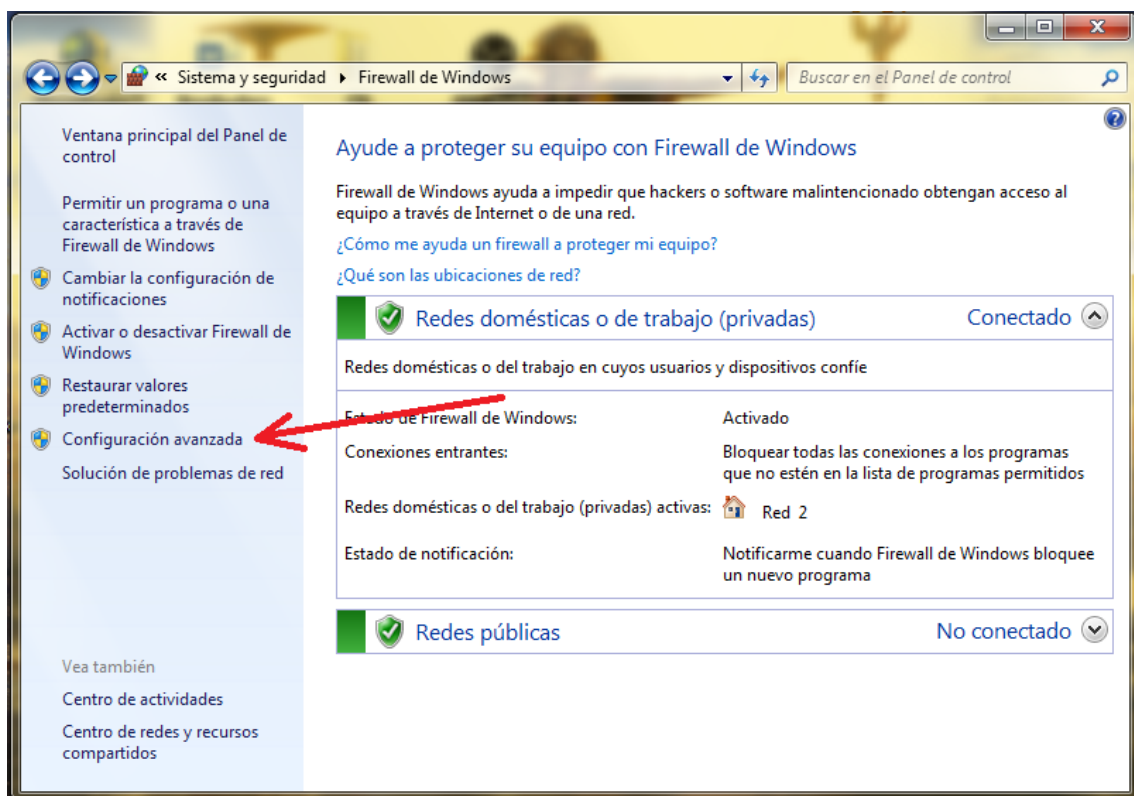 « Sistema y seguridad ▸ Firewall de Windows
Buscar en el Panel de control
Ventana principal del Panel de
control
Permitir un programa o una
característica a través de
Firewall de Windows
Cambiar la configuración de
notificaciones
Activar o desactivar Firewall de
Windows
Restaurar valores
predeterminados
Configuración avanzada
Solución de problemas de red
Vea también
Centro de actividades
Centro de redes y recursos
compartidos
Ayude a proteger su equipo con Firewall de Windows
Firewall de Windows ayuda a impedir que hackers o software malintencionado obtengan acceso al
equipo a través de Internet o de una red.
¿Cómo me ayuda un firewall a proteger mi equipo?
¿Qué son las ubicaciones de red?
Redes domésticas o de trabajo (privadas) Conectado
Redes domésticas o del trabajo en cuyos usuarios y dispositivos confíe
Estado de Firewall de Windows: Activado
Conexiones entrantes: Bloquear todas las conexiones a los programas
que no estén en la lista de programas permitidos
Redes domésticas o del trabajo (privadas) activas: Red 2
Estado de notificación: Notificarme cuando Firewall de Windows bloquee
un nuevo programa
Redes públicas No conectado